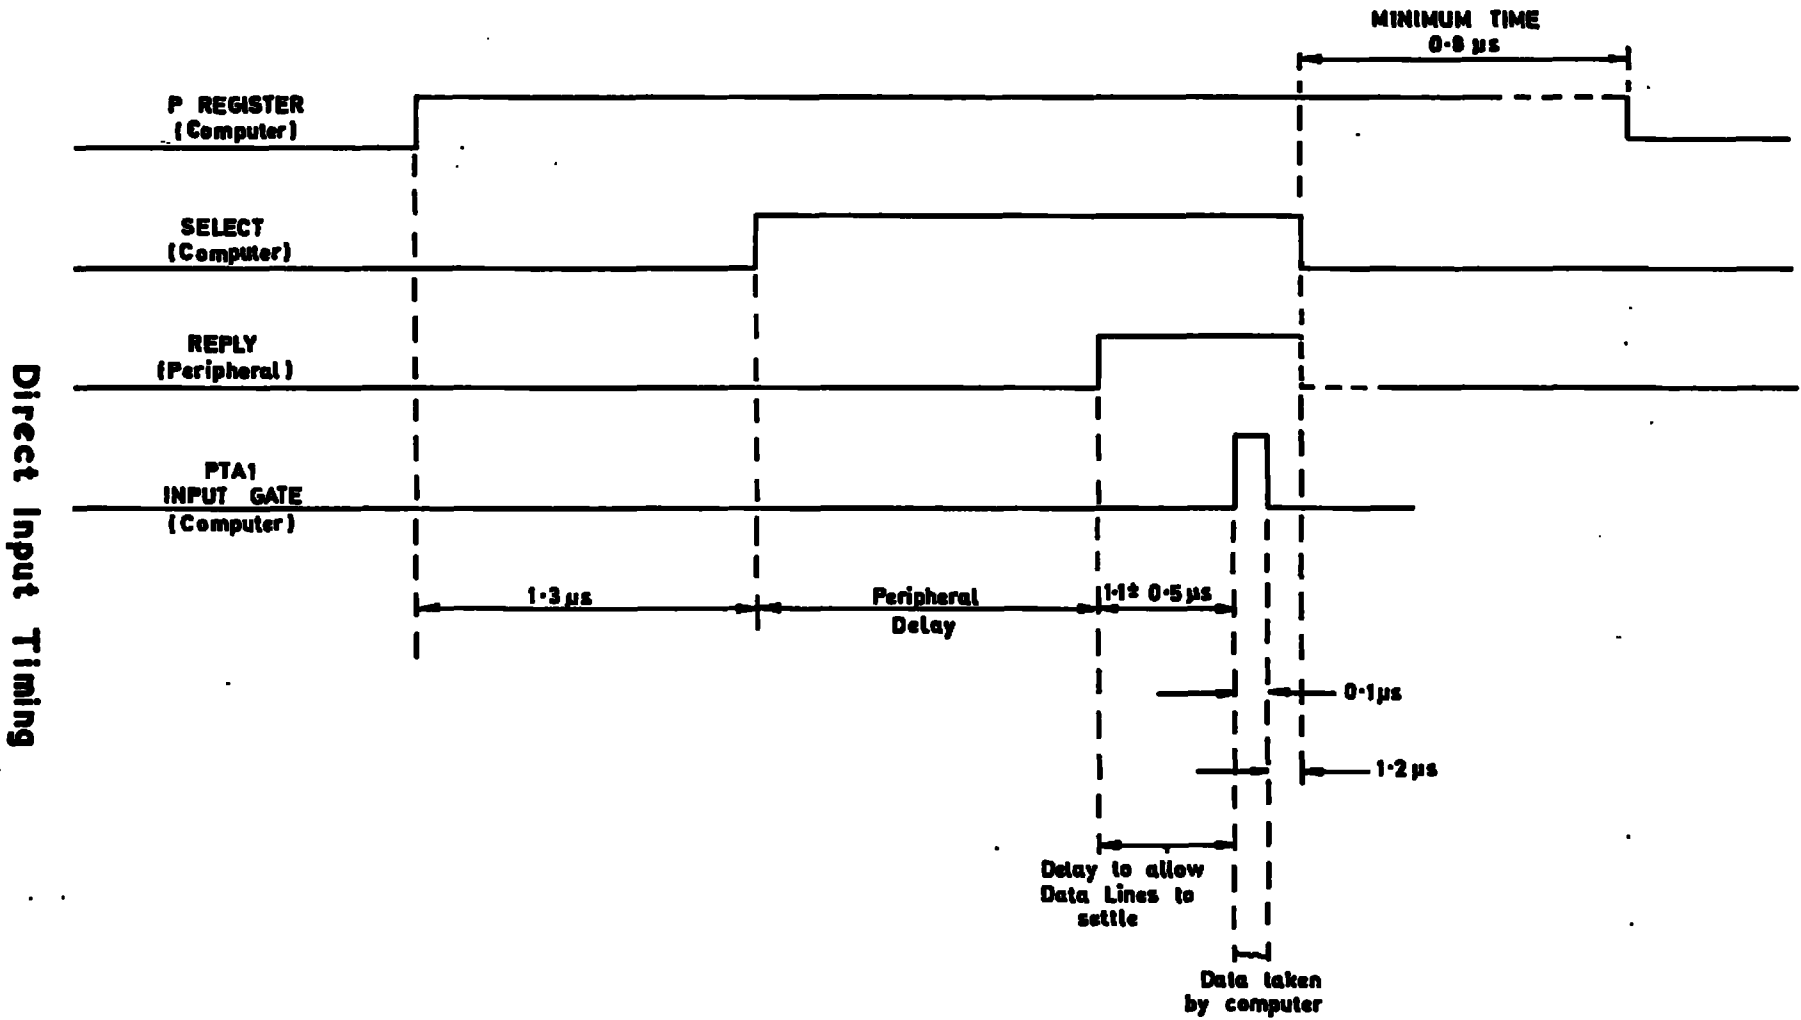 MINIMUM TIME
0·8 µs
P REGISTER
(Computer)
SELECT
(Computer)
REPLY
(Peripheral)
PTA1
INPUT GATE
(Computer)
1·3 µs
Peripheral
Delay
1·1± 0·5 µs
0·1 µs
1·2 µs
Delay to allow
Data Lines to
settle
Data taken
by computer
Direct Input Timing